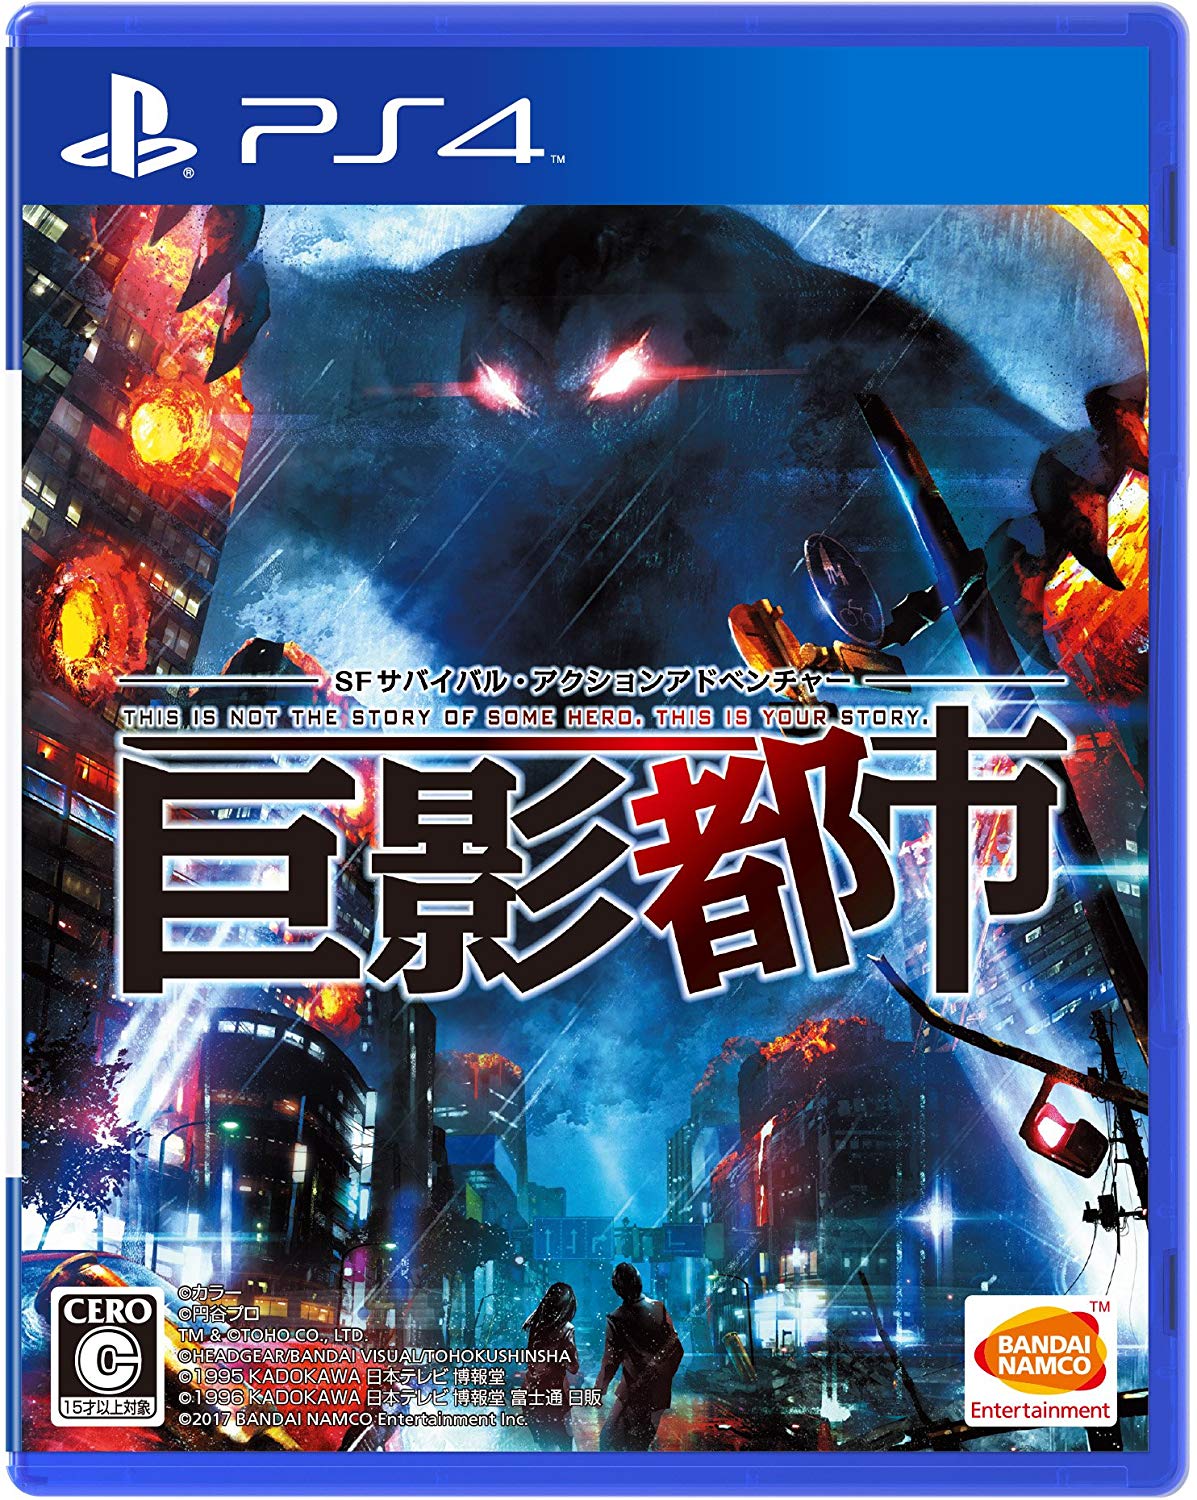 PS4™
SFサバイバル・アクションアドベンチャー
THIS IS NOT THE STORY OF SOME HERO. THIS IS YOUR STORY.
巨影都市
CERO
C
15才以上対象
©カラー
©円谷プロ
TM & ©TOHO CO., LTD.
©HEADGEAR/BANDAI VISUAL/TOHOKUSHINSHA
©1995 KADOKAWA 日本テレビ 博報堂
©1996 KADOKAWA 日本テレビ 博報堂 富士通 日販
©2017 BANDAI NAMCO Entertainment Inc.
BANDAI
NAMCO
Entertainment
™